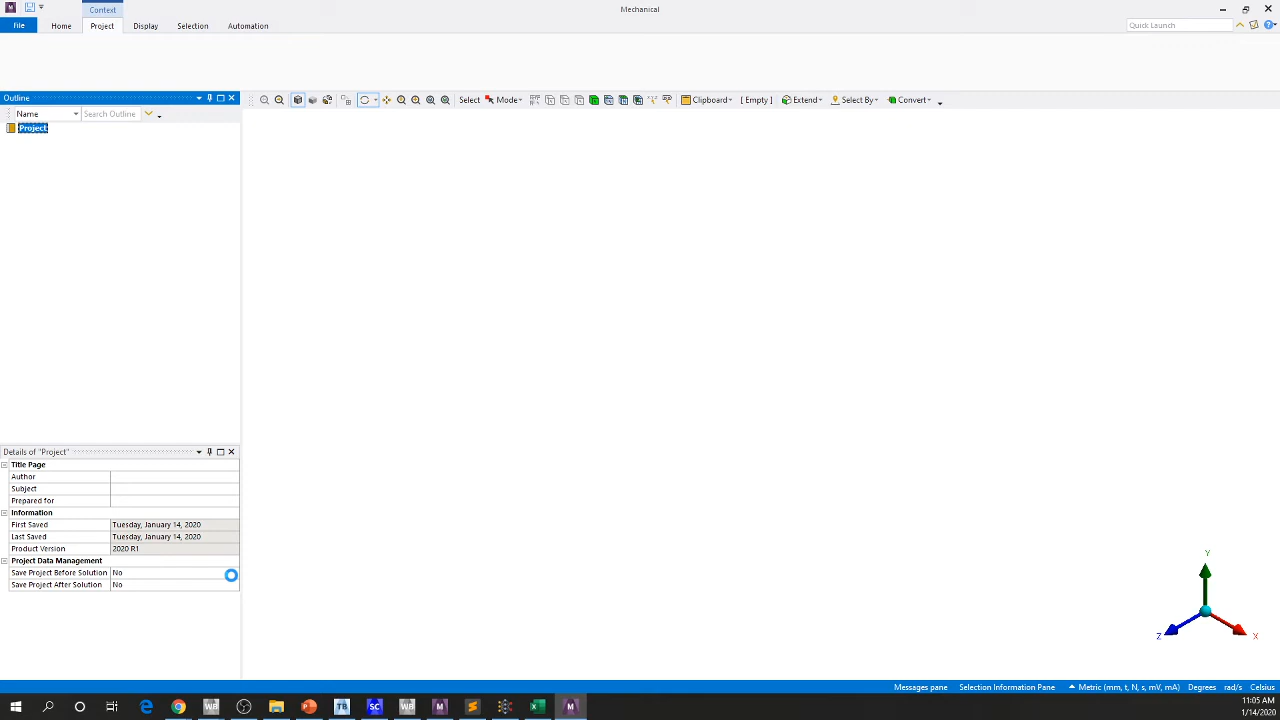 M
Context
Mechanical
File
Home
Project
Display
Selection
Automation
Quick Launch
Outline
Name
Search Outline
Select
Mode
Clipboard
[ Empty ]
Extend
Select By
Convert
Project
Details of "Project"
Title Page
Author
Subject
Prepared for
Information
First Saved Tuesday, January 14, 2020
Last Saved Tuesday, January 14, 2020
Product Version 2020 R1
Project Data Management
Save Project Before Solution No
Save Project After Solution No
Y
Z
X
Messages pane
Selection Information Pane
Metric (mm, t, N, s, mV, mA)
Degrees
rad/s
Celsius
WB
TB
SC
WB
M
M
11:05 AM
1/14/2020